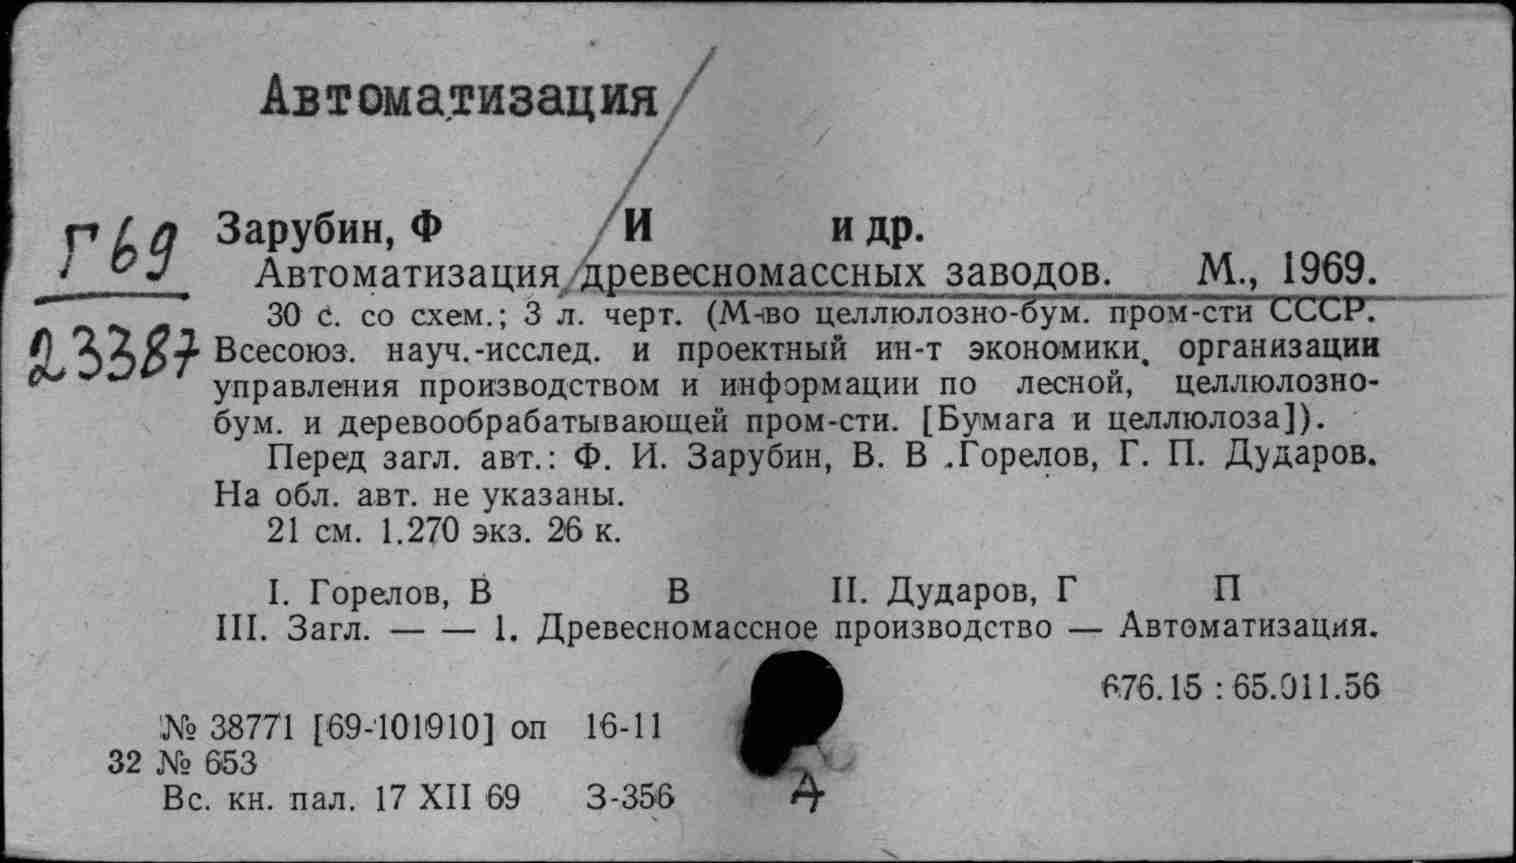 Автоматизация
Г69
23387
Зарубин, Ф И и др.
Автоматизация древесномассных заводов. М., 1969.
30 с. со схем.; 3 л. черт. (М-во целлюлозно-бум. пром-сти СССР.
Всесоюз. науч.-исслед. и проектный ин-т экономики, организации
управления производством и информации по лесной, целлюлозно-
бум. и деревообрабатывающей пром-сти. [Бумага и целлюлоза]).
Перед загл. авт.: Ф. И. Зарубин, В. В .Горелов, Г. П. Дударов.
На обл. авт. не указаны.
21 см. 1.270 экз. 26 к.
I. Горелов, В В II. Дударов, Г П
III. Загл. — — 1. Древесномассное производство — Автоматизация.
676.15 : 65.011.56
№ 38771 [69-101910] оп 16-11
32 № 653
Вс. кн. пал. 17 XII 69 З-356
Д